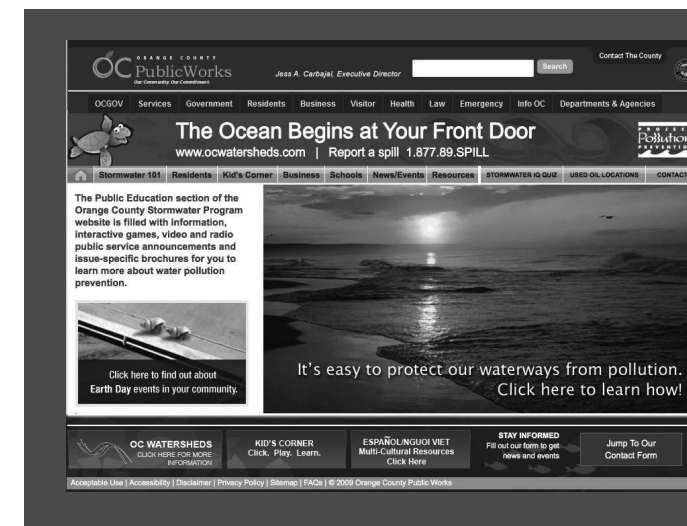 ORANGE COUNTY
OC PublicWorks
Our Community. Our Commitment.
Jess A. Carbajal, Executive Director
Search
Contact The County
OCGOV Services Government Residents Business Visitor Health Law Emergency Info OC Departments & Agencies
The Ocean Begins at Your Front Door
www.ocwatersheds.com | Report a spill 1.877.89.SPILL
PROJECT
Pollution
PREVENTION
Stormwater 101 Residents Kid's Corner Business Schools News/Events Resources STORMWATER IQ QUIZ USED OIL LOCATIONS CONTACT
The Public Education section of the
Orange County Stormwater Program
website is filled with information,
interactive games, video and radio
public service announcements and
issue-specific brochures for you to
learn more about water pollution
prevention.
Click here to find out about
Earth Day events in your community.
It's easy to protect our waterways from pollution.
Click here to learn how!
OC WATERSHEDS
CLICK HERE FOR MORE
INFORMATION
KID'S CORNER
Click. Play. Learn.
ESPAÑOL/NGUOI VIET
Multi-Cultural Resources
Click Here
STAY INFORMED
Fill out our form to get
news and events
Jump To Our
Contact Form
Acceptable Use | Accessibility | Disclaimer | Privacy Policy | Sitemap | FAQs | © 2009 Orange County Public Works